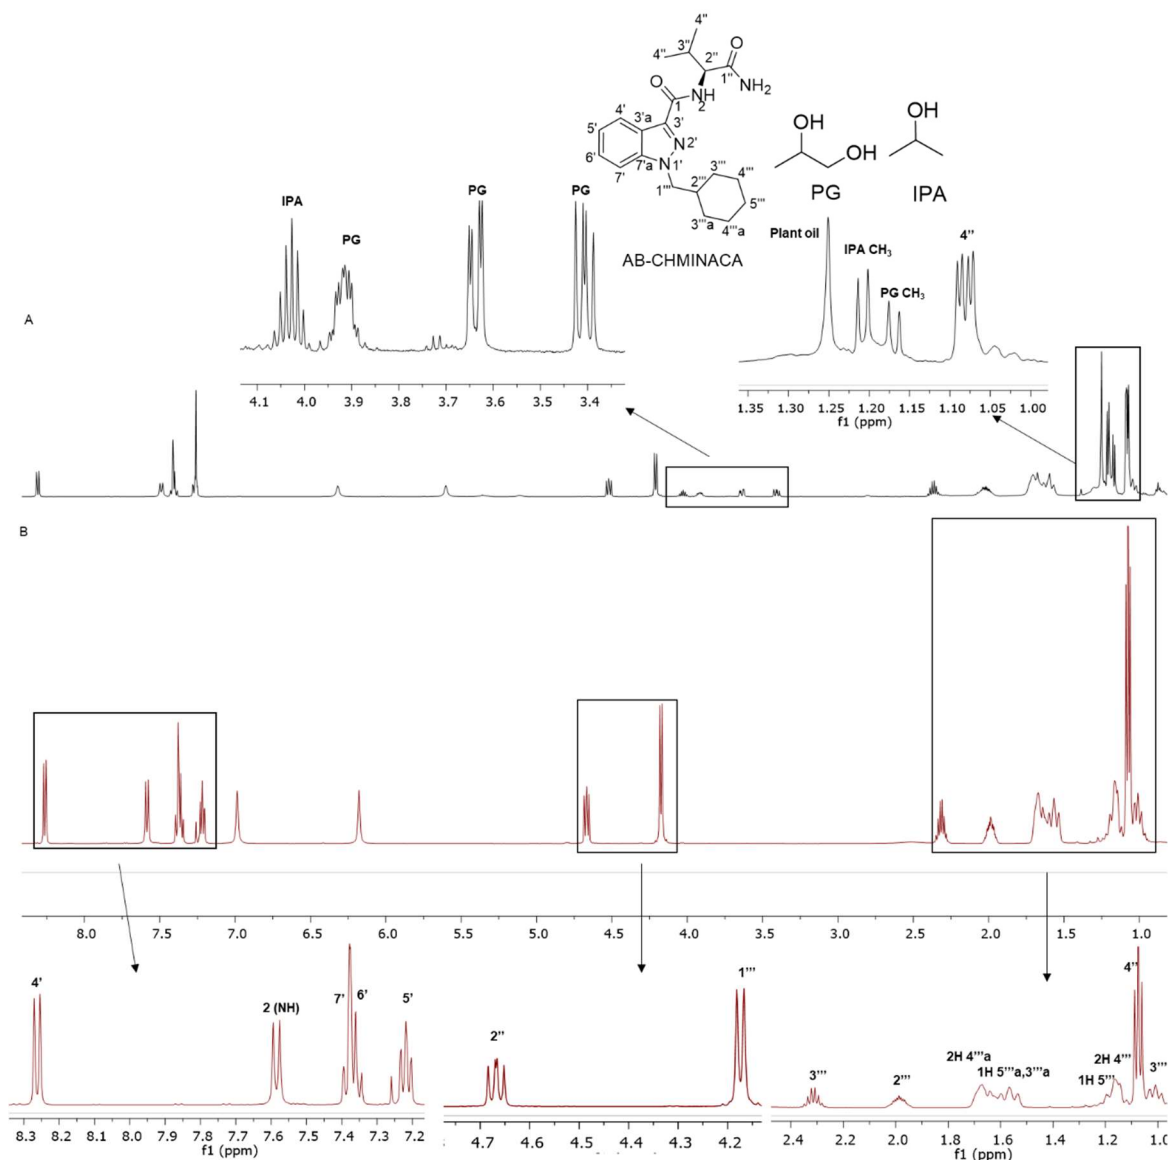 4"
4"
3"
2"
O
1"
NH₂
O
1
NH
2
4'
3'a
3'
5'
N 2'
6'
7'a
N
1'
7'
3'''
1'''
2'''
4'''
5'''
3'''a
4'''a
AB-CHMINACA
OH
OH
PG
OH
IPA
IPA
PG
PG
PG
4.1 4.0 3.9 3.8 3.7 3.6 3.5 3.4
Plant oil
IPA CH₃
PG CH₃
4''
1.35 1.30 1.25 1.20 1.15 1.10 1.05 1.00
f1 (ppm)
A
B
8.0 7.5 7.0 6.5 6.0 5.5 5.0 4.5 4.0 3.5 3.0 2.5 2.0 1.5 1.0
4'
2 (NH)
7'
6'
5'
8.3 8.2 8.1 8.0 7.9 7.8 7.7 7.6 7.5 7.4 7.3 7.2
f1 (ppm)
2''
1'''
4.7 4.6 4.5 4.4 4.3 4.2
3'''
2'''
2H 4'''a
1H 5'''a,3'''a
1H 5'''
2H 4'''
4''
3'''
2.4 2.2 2.0 1.8 1.6 1.4 1.2 1.0
f1 (ppm)